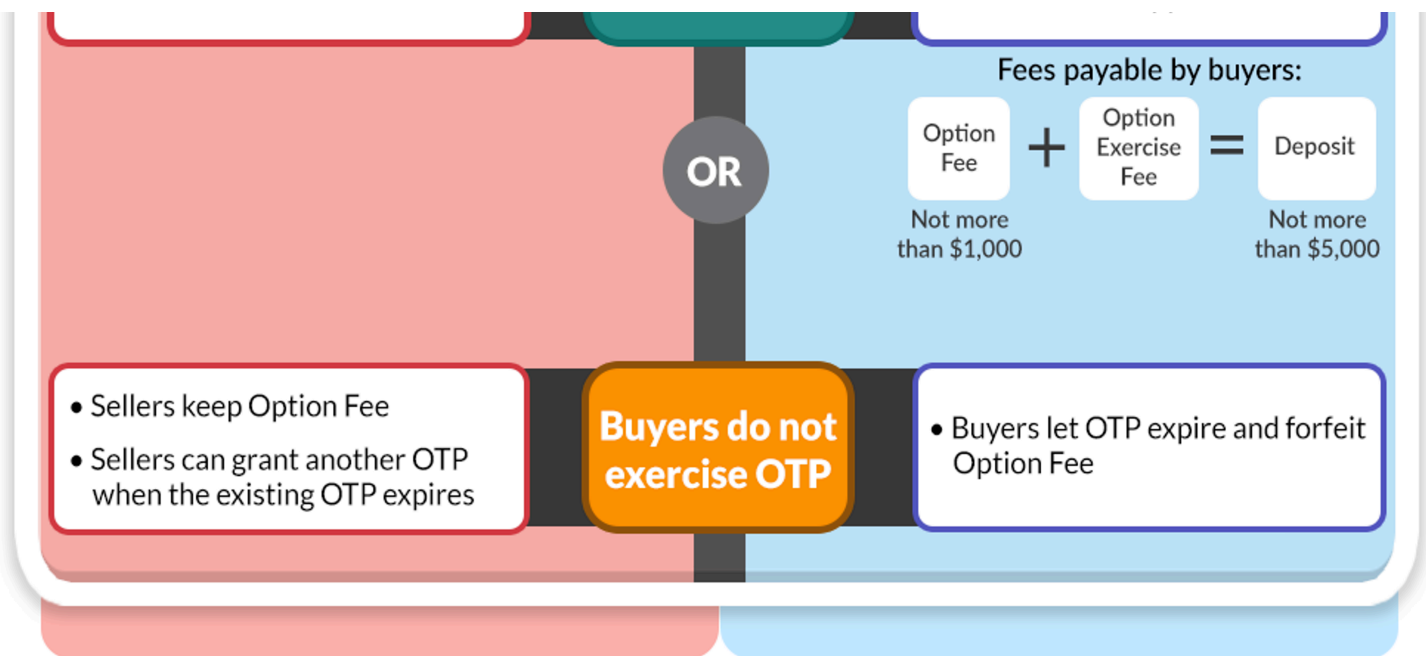 Fees payable by buyers:
Option
Fee
+
Option
Exercise
Fee
=
Deposit
Not more
than $1,000
Not more
than $5,000
OR
• Sellers keep Option Fee
• Sellers can grant another OTP
when the existing OTP expires
Buyers do not
exercise OTP
• Buyers let OTP expire and forfeit
Option Fee